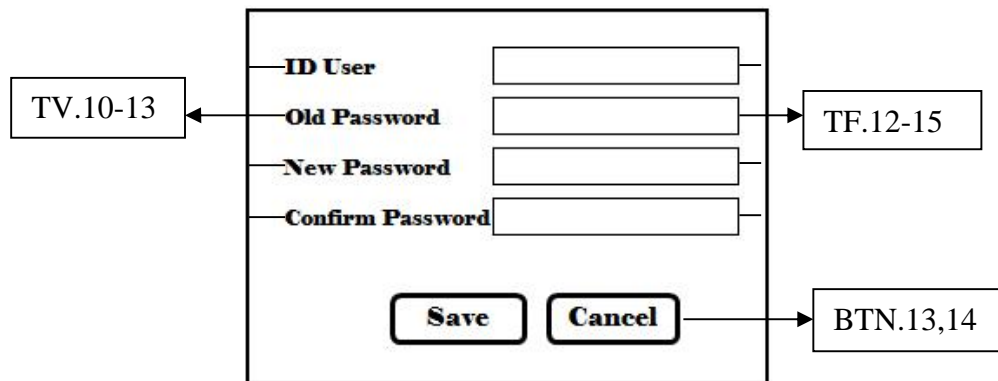 ID User
TV.10-13
Old Password
TF.12-15
New Password
Confirm Password
Save
Cancel
BTN.13,14